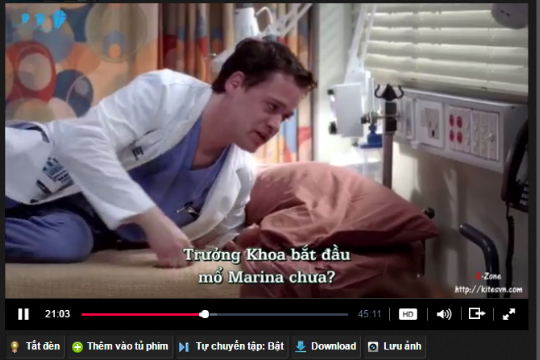 Trưởng Khoa bắt đầu
mổ Marina chưa?
-Zone
http://kitesvn.com
21:03
45:11
HD
Tắt đèn
Thêm vào tủ phim
Tự chuyển tập: Bật
Download
Lưu ảnh